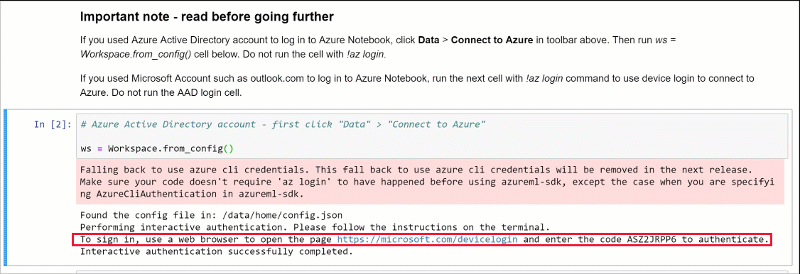 Important note - read before going further
If you used Azure Active Directory account to log in to Azure Notebook, click Data > Connect to Azure in toolbar above. Then run ws =
Workspace.from_config() cell below. Do not run the cell with !az login.
If you used Microsoft Account such as outlook.com to log in to Azure Notebook, run the next cell with !az login command to use device login to connect to
Azure. Do not run the AAD login cell.
In [2]: # Azure Active Directory account - first click "Data" > "Connect to Azure"
ws = Workspace.from_config()
Falling back to use azure cli credentials. This fall back to use azure cli credentials will be removed in the next release.
Make sure your code doesn't require 'az login' to have happened before using azureml-sdk, except the case when you are specifyi
ng AzureCliAuthentication in azureml-sdk.
Found the config file in: /data/home/config.json
Performing interactive authentication. Please follow the instructions on the terminal.
To sign in, use a web browser to open the page https://microsoft.com/devicelogin and enter the code ASZ2JRPP6 to authenticate.
Interactive authentication successfully completed.